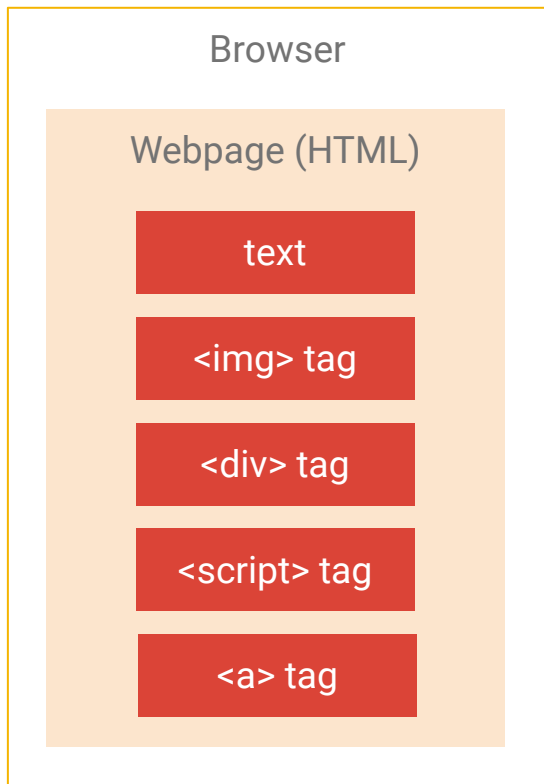 Browser
Webpage (HTML)
text
<img> tag
<div> tag
<script> tag
<a> tag